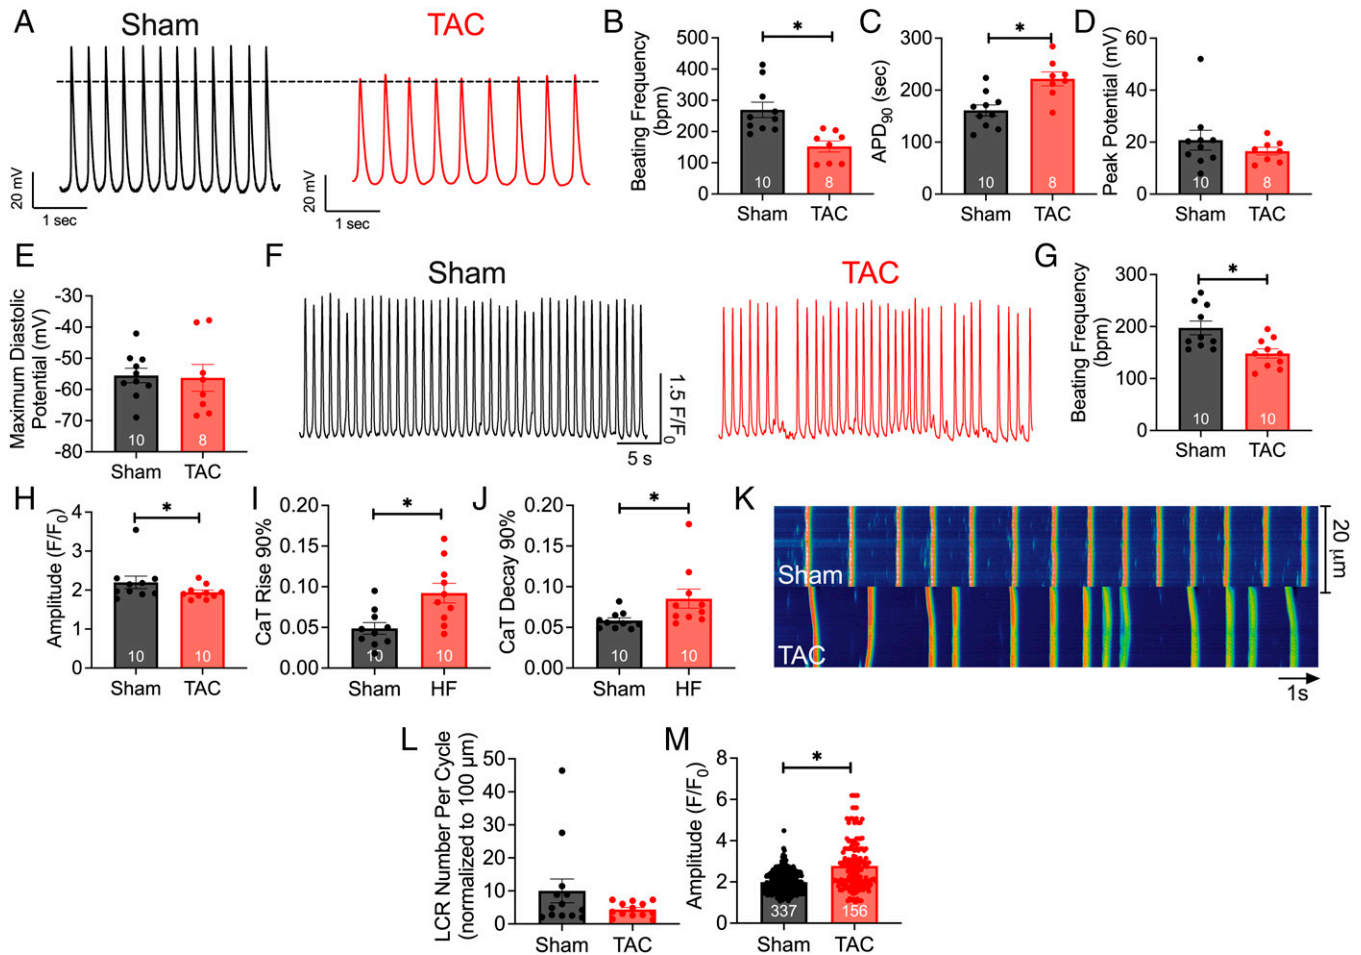 A
Sham
TAC
20 mV
1 sec
20 mV
1 sec
B
Beating Frequency
(bpm)
500
400
300
200
100
0
*
10
8
Sham
TAC
C
APD90 (sec)
300
200
100
0
*
10
8
Sham
TAC
D
Peak Potential (mV)
60
40
20
0
10
8
Sham
TAC
E
Maximum Diastolic
Potential (mV)
-30
-40
-50
-60
-70
-80
10
8
Sham
TAC
F
Sham
TAC
1.5 F/F0
5 s
G
Beating Frequency
(bpm)
300
200
100
0
*
10
10
Sham
TAC
H
Amplitude (F/F0)
4
3
2
1
0
*
10
10
Sham
TAC
I
CaT Rise 90%
0.20
0.15
0.10
0.05
0.00
*
10
10
Sham
HF
J
CaT Decay 90%
0.20
0.15
0.10
0.05
0.00
*
10
10
Sham
HF
K
Sham
TAC
20 μm
1s
L
LCR Number Per Cycle
(normalized to 100 μm)
50
40
30
20
10
0
Sham
TAC
M
Amplitude (F/F0)
8
6
4
2
0
*
337
156
Sham
TAC